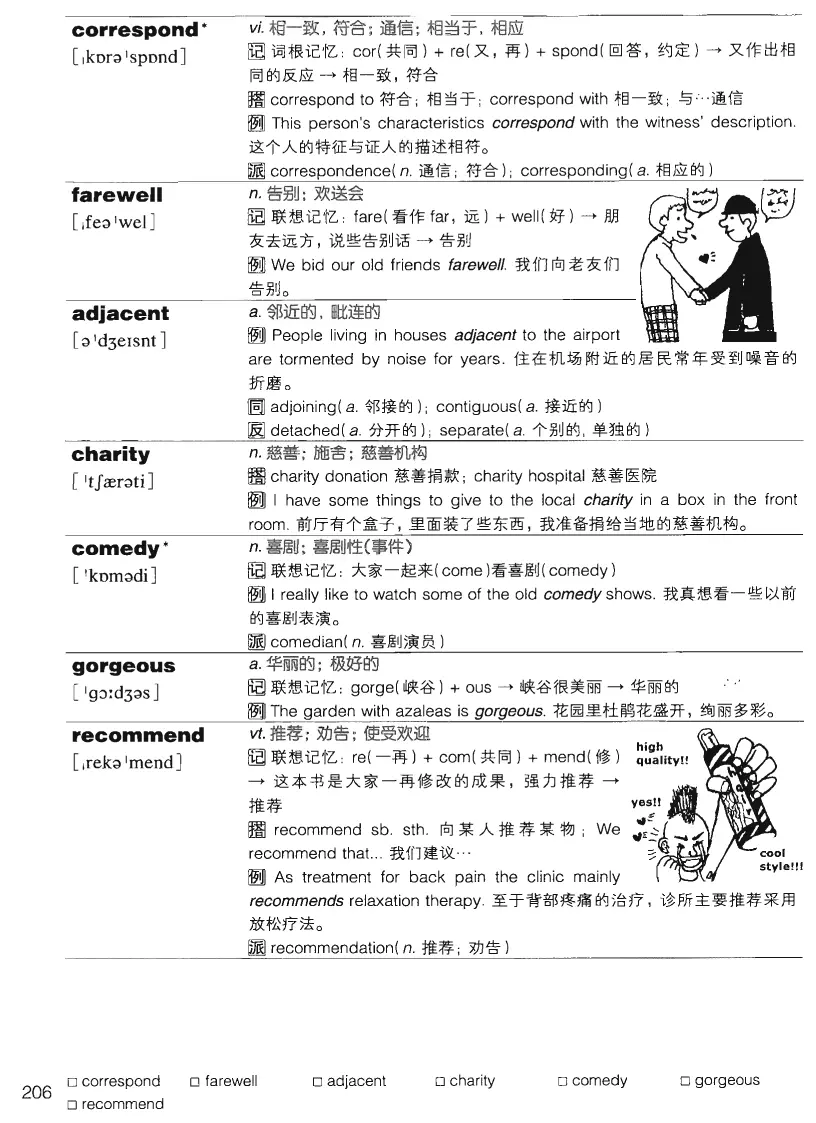 correspond* vi. 相一致，符合；通信；相当于，相应
[ˌkɒrəˈspɒnd] 记 词根记忆：cor(共同) + re(又，再) + spond(回答，约定) → 又作出相
同的反应 → 相一致，符合
搭 correspond to 符合；相当于；correspond with 相一致；与…通信
例 This person's characteristics correspond with the witness' description.
这个人的特征与证人的描述相符。
派 correspondence(n. 通信；符合)；corresponding(a. 相应的)
farewell n. 告别；欢送会
[ˌfeəˈwel] 记 联想记忆：fare(看作 far，远) + well(好) → 朋
友去远方，说些告别话 → 告别
例 We bid our old friends farewell. 我们向老友们
告别。
adjacent a. 邻近的，毗连的
[əˈdʒeɪsnt] 例 People living in houses adjacent to the airport
are tormented by noise for years. 住在机场附近的居民常年受到噪音的
折磨。
同 adjoining(a. 邻接的)；contiguous(a. 接近的)
反 detached(a. 分开的)；separate(a. 个别的，单独的)
charity n. 慈善；施舍；慈善机构
[ˈtʃærəti] 搭 charity donation 慈善捐款；charity hospital 慈善医院
例 I have some things to give to the local charity in a box in the front
room. 前厅有个盒子，里面装了些东西，我准备捐给当地的慈善机构。
comedy* n. 喜剧；喜剧性(事件)
[ˈkɒmədi] 记 联想记忆：大家一起来(come)看喜剧(comedy)
例 I really like to watch some of the old comedy shows. 我真想看一些以前
的喜剧表演。
派 comedian(n. 喜剧演员)
gorgeous a. 华丽的；极好的
[ˈɡɔːdʒəs] 记 联想记忆：gorge(峡谷) + ous → 峡谷很美丽 → 华丽的
例 The garden with azaleas is gorgeous. 花园里杜鹃花盛开，绚丽多彩。
recommend vt. 推荐；劝告；使受欢迎
[ˌrekəˈmend] 记 联想记忆：re(一再) + com(共同) + mend(修)
→ 这本书是大家一再修改的成果，强力推荐 →
推荐
搭 recommend sb. sth. 向某人推荐某物；We
recommend that... 我们建议…
例 As treatment for back pain the clinic mainly
recommends relaxation therapy. 至于背部疼痛的治疗，诊所主要推荐采用
放松疗法。
派 recommendation(n. 推荐；劝告)
high
quality!!
yes!!
cool
style!!!
206 □ correspond □ farewell □ adjacent □ charity □ comedy □ gorgeous
□ recommend